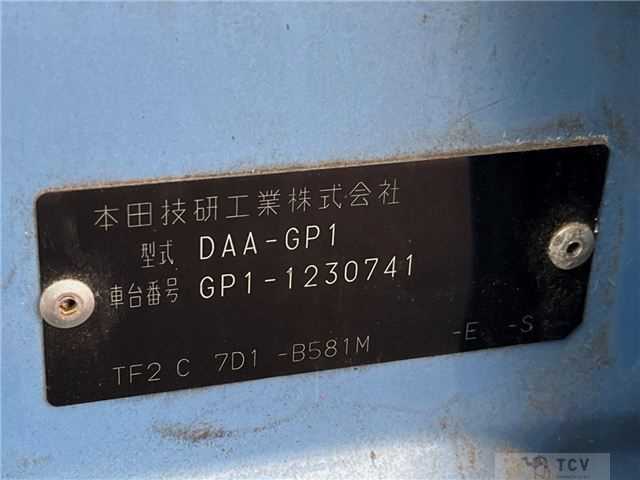 本田技研工業株式会社
型式 DAA-GP1
車台番号 GP1-1230741
TF2 C 7D1 -B581M -E -S
TCV